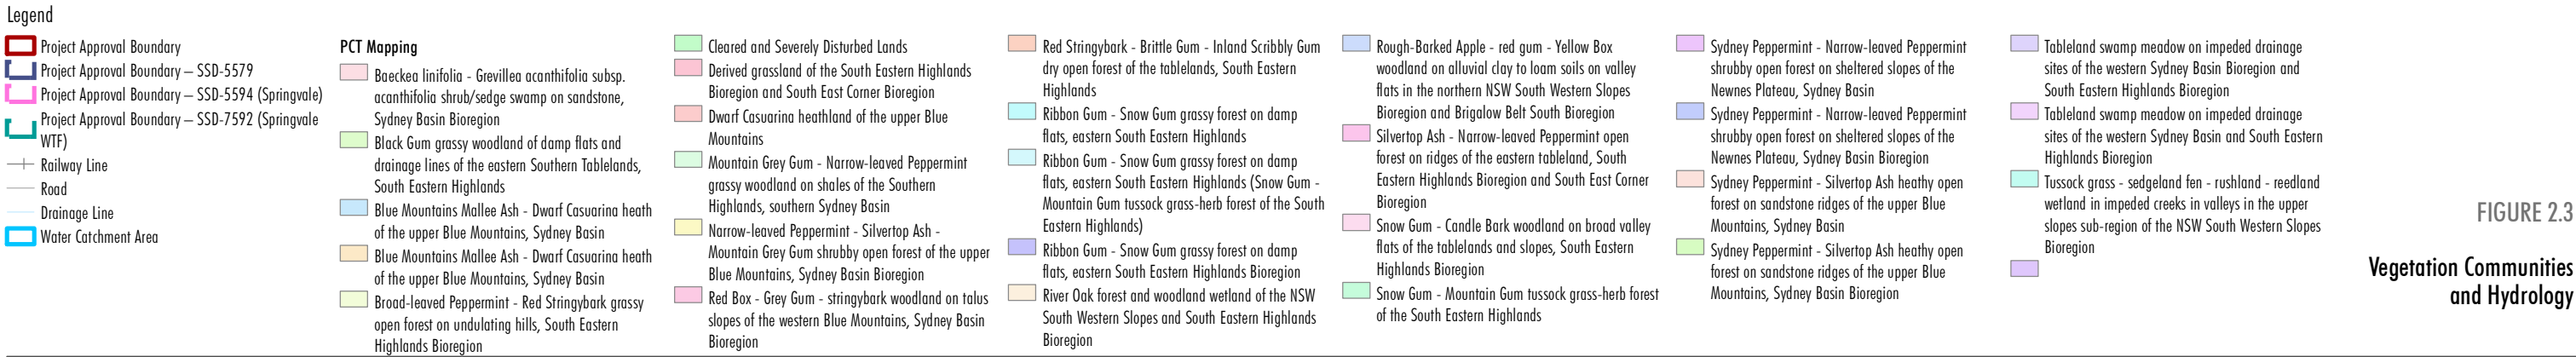 Legend
Project Approval Boundary
Project Approval Boundary – SSD-5579
Project Approval Boundary – SSD-5594 (Springvale)
Project Approval Boundary – SSD-7592 (Springvale
WTF)
Railway Line
Road
Drainage Line
Water Catchment Area
PCT Mapping
Baeckea linifolia - Grevillea acanthifolia subsp.
acanthifolia shrub/sedge swamp on sandstone,
Sydney Basin Bioregion
Black Gum grassy woodland of damp flats and
drainage lines of the eastern Southern Tablelands,
South Eastern Highlands
Blue Mountains Mallee Ash - Dwarf Casuarina heath
of the upper Blue Mountains, Sydney Basin
Blue Mountains Mallee Ash - Dwarf Casuarina heath
of the upper Blue Mountains, Sydney Basin
Broad-leaved Peppermint - Red Stringybark grassy
open forest on undulating hills, South Eastern
Highlands Bioregion
Cleared and Severely Disturbed Lands
Derived grassland of the South Eastern Highlands
Bioregion and South East Corner Bioregion
Dwarf Casuarina heathland of the upper Blue
Mountains
Mountain Grey Gum - Narrow-leaved Peppermint
grassy woodland on shales of the Southern
Highlands, southern Sydney Basin
Narrow-leaved Peppermint - Silvertop Ash -
Mountain Grey Gum shrubby open forest of the upper
Blue Mountains, Sydney Basin Bioregion
Red Box - Grey Gum - stringybark woodland on talus
slopes of the western Blue Mountains, Sydney Basin
Bioregion
Red Stringybark - Brittle Gum - Inland Scribbly Gum
dry open forest of the tablelands, South Eastern
Highlands
Ribbon Gum - Snow Gum grassy forest on damp
flats, eastern South Eastern Highlands
Ribbon Gum - Snow Gum grassy forest on damp
flats, eastern South Eastern Highlands (Snow Gum -
Mountain Gum tussock grass-herb forest of the South
Eastern Highlands)
Ribbon Gum - Snow Gum grassy forest on damp
flats, eastern South Eastern Highlands Bioregion
River Oak forest and woodland wetland of the NSW
South Western Slopes and South Eastern Highlands
Bioregion
Rough-Barked Apple - red gum - Yellow Box
woodland on alluvial clay to loam soils on valley
flats in the northern NSW South Western Slopes
Bioregion and Brigalow Belt South Bioregion
Silvertop Ash - Narrow-leaved Peppermint open
forest on ridges of the eastern tableland, South
Eastern Highlands Bioregion and South East Corner
Bioregion
Snow Gum - Candle Bark woodland on broad valley
flats of the tablelands and slopes, South Eastern
Highlands Bioregion
Snow Gum - Mountain Gum tussock grass-herb forest
of the South Eastern Highlands
Sydney Peppermint - Narrow-leaved Peppermint
shrubby open forest on sheltered slopes of the
Newnes Plateau, Sydney Basin
Sydney Peppermint - Narrow-leaved Peppermint
shrubby open forest on sheltered slopes of the
Newnes Plateau, Sydney Basin Bioregion
Sydney Peppermint - Silvertop Ash heathy open
forest on sandstone ridges of the upper Blue
Mountains, Sydney Basin
Sydney Peppermint - Silvertop Ash heathy open
forest on sandstone ridges of the upper Blue
Mountains, Sydney Basin Bioregion
Tableland swamp meadow on impeded drainage
sites of the western Sydney Basin Bioregion and
South Eastern Highlands Bioregion
Tableland swamp meadow on impeded drainage
sites of the western Sydney Basin and South Eastern
Highlands Bioregion
Tussock grass - sedgeland fen - rushland - reedland
wetland in impeded creeks in valleys in the upper
slopes sub-region of the NSW South Western Slopes
Bioregion
FIGURE 2.3
Vegetation Communities
and Hydrology